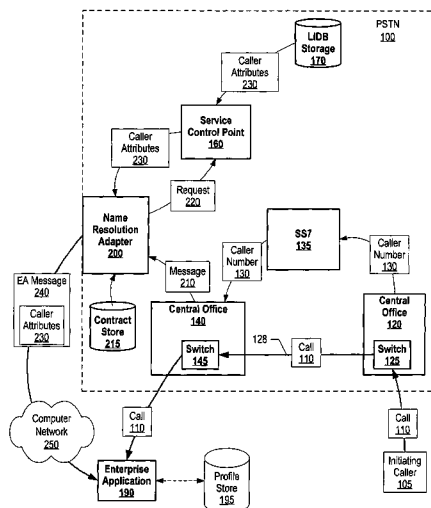 PSTN
100
LIDB
Storage
170
Caller
Attributes
230
Service
Control Point
160
Caller
Attributes
230
Request
220
Name
Resolution
Adapter
200
SS7
135
Caller
Number
130
Caller
Number
130
Message
210
EA Message
240
Caller
Attributes
230
Contract
Store
215
Central Office
140
Switch
145
128
Call
110
Central
Office
120
Switch
125
Call
110
Call
110
Computer
Network
250
Initiating
Caller
105
Enterprise
Application
190
Profile
Store
195